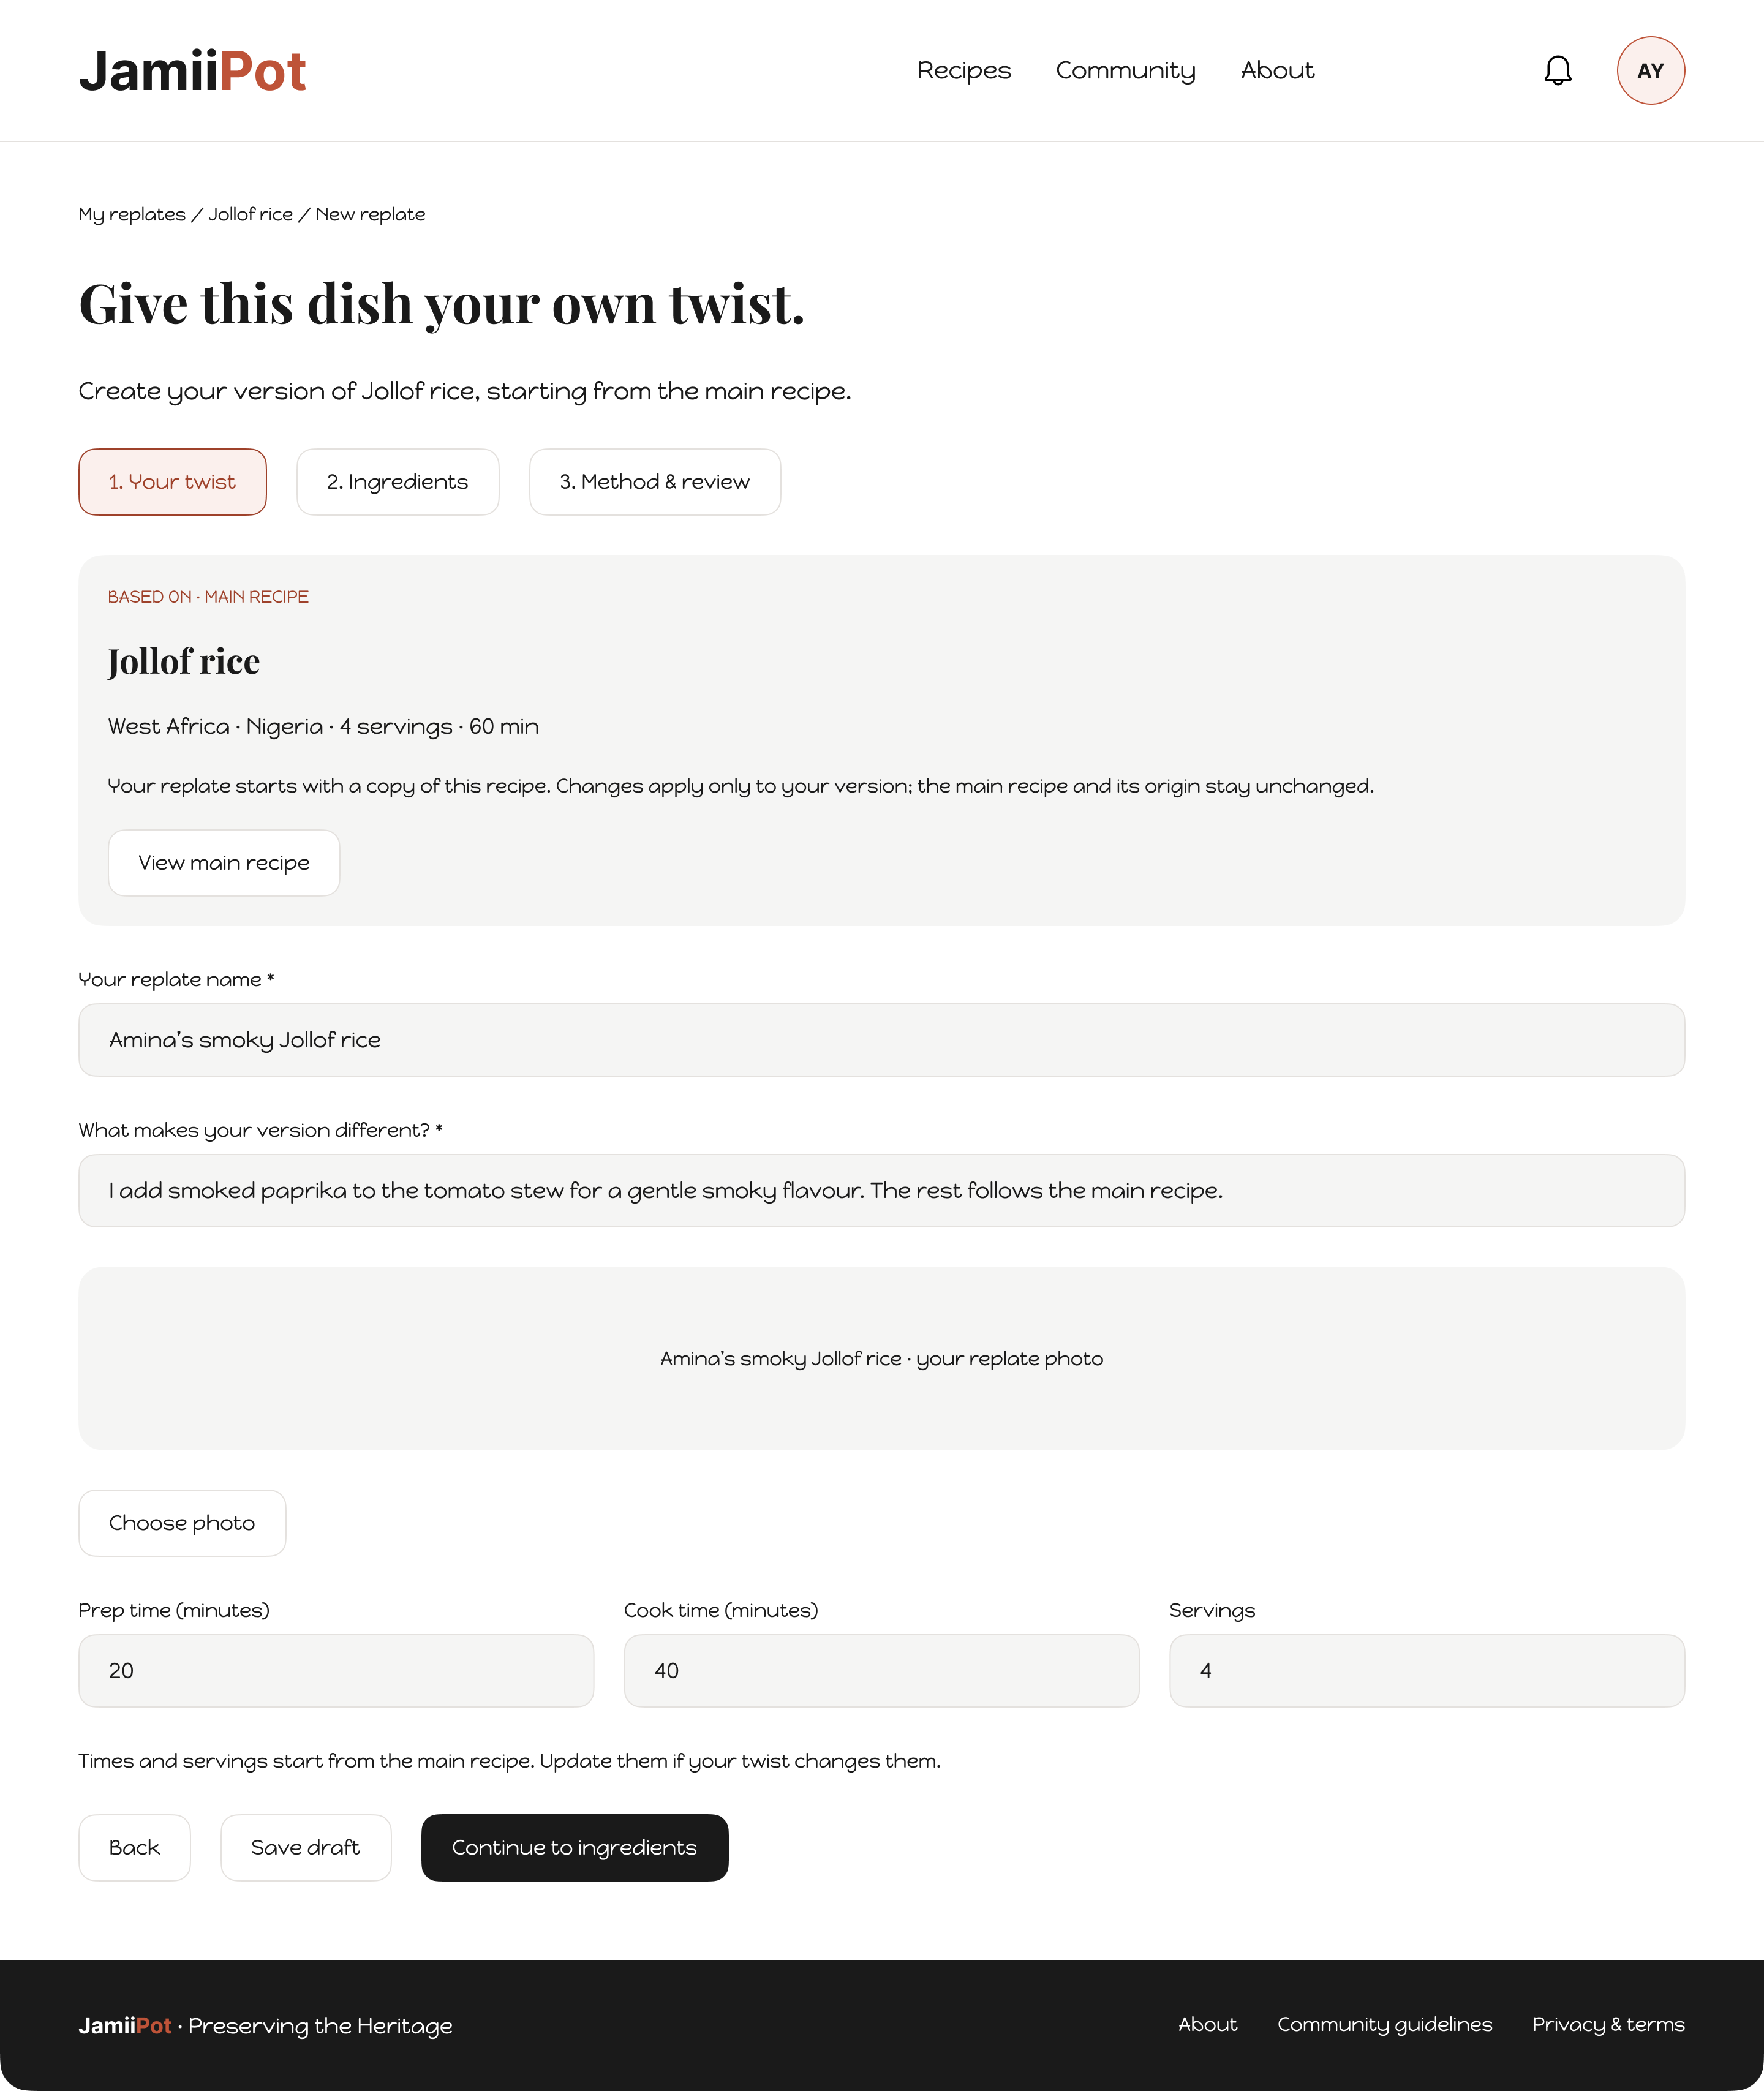 JamiiPot
Recipes Community About AY
My replates / Jollof rice / New replate
Give this dish your own twist.
Create your version of Jollof rice, starting from the main recipe.
1. Your twist 2. Ingredients 3. Method & review
BASED ON · MAIN RECIPE
Jollof rice
West Africa · Nigeria · 4 servings · 60 min
Your replate starts with a copy of this recipe. Changes apply only to your version; the main recipe and its origin stay unchanged.
View main recipe
Your replate name *
Amina’s smoky Jollof rice
What makes your version different? *
I add smoked paprika to the tomato stew for a gentle smoky flavour. The rest follows the main recipe.
Amina’s smoky Jollof rice · your replate photo
Choose photo
Prep time (minutes) Cook time (minutes) Servings
20 40 4
Times and servings start from the main recipe. Update them if your twist changes them.
Back Save draft Continue to ingredients
JamiiPot · Preserving the Heritage About Community guidelines Privacy & terms